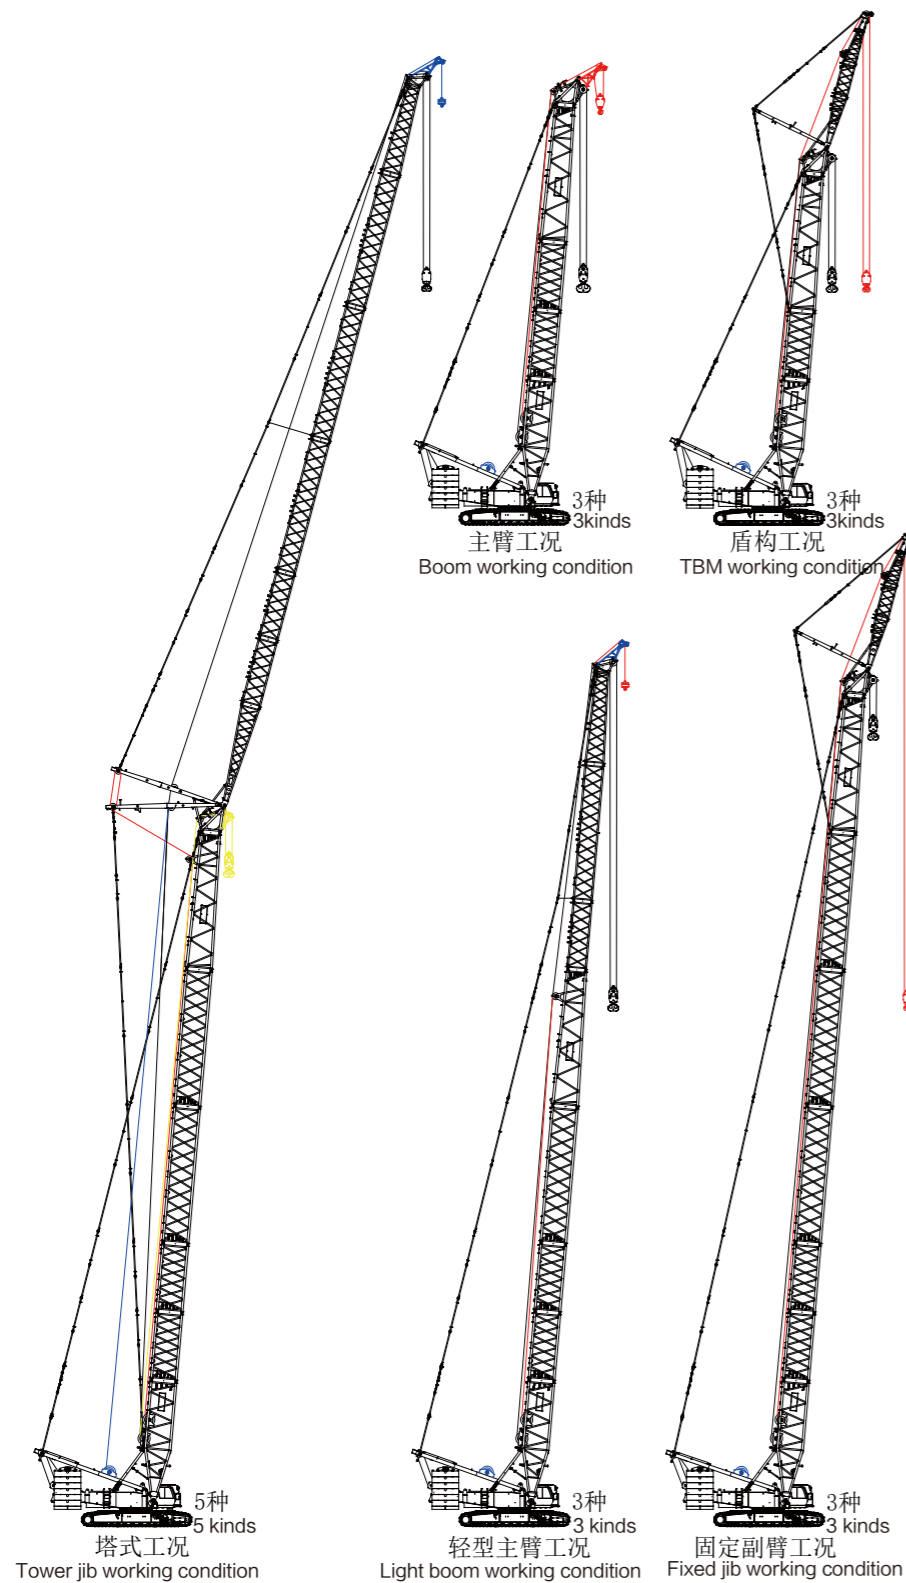 3种
3kinds
主臂工况
Boom working condition
3种
3kinds
盾构工况
TBM working condition
5种
5 kinds
塔式工况
Tower jib working condition
3种
3 kinds
轻型主臂工况
Light boom working condition
3种
3 kinds
固定副臂工况
Fixed jib working condition